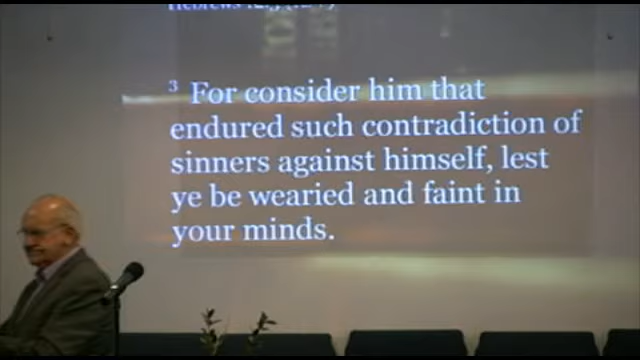 Hebrews
3 For consider him that
endured such contradiction of
sinners against himself, lest
ye be wearied and faint in
your minds.